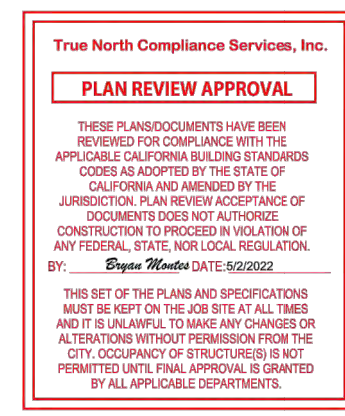 True North Compliance Services, Inc.
PLAN REVIEW APPROVAL
THESE PLANS/DOCUMENTS HAVE BEEN
REVIEWED FOR COMPLIANCE WITH THE
APPLICABLE CALIFORNIA BUILDING STANDARDS
CODES AS ADOPTED BY THE STATE OF
CALIFORNIA AND AMENDED BY THE
JURISDICTION. PLAN REVIEW ACCEPTANCE OF
DOCUMENTS DOES NOT AUTHORIZE
CONSTRUCTION TO PROCEED IN VIOLATION OF
ANY FEDERAL, STATE, NOR LOCAL REGULATION.
BY: Bryan Montes DATE:5/2/2022
THIS SET OF THE PLANS AND SPECIFICATIONS
MUST BE KEPT ON THE JOB SITE AT ALL TIMES
AND IT IS UNLAWFUL TO MAKE ANY CHANGES OR
ALTERATIONS WITHOUT PERMISSION FROM THE
CITY. OCCUPANCY OF STRUCTURE(S) IS NOT
PERMITTED UNTIL FINAL APPROVAL IS GRANTED
BY ALL APPLICABLE DEPARTMENTS.